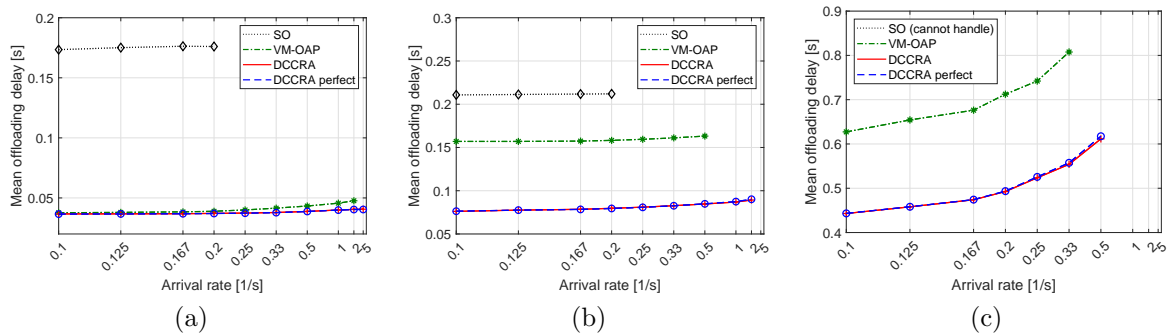 Mean offloading delay [s]
0.2
0.15
0.1
0.05
SO
VM-OAP
DCCRA
DCCRA perfect
0.1
0.125
0.167
0.2
0.25
0.33
0.5
1
2
5
Arrival rate [1/s]
(a)
Mean offloading delay [s]
0.3
0.25
0.2
0.15
0.1
0.05
SO
VM-OAP
DCCRA
DCCRA perfect
0.1
0.125
0.167
0.2
0.25
0.33
0.5
1
2
5
Arrival rate [1/s]
(b)
Mean offloading delay [s]
0.9
0.8
0.7
0.6
0.5
0.4
SO (cannot handle)
VM-OAP
DCCRA
DCCRA perfect
0.1
0.125
0.167
0.2
0.25
0.33
0.5
1
2
5
Arrival rate [1/s]
(c)